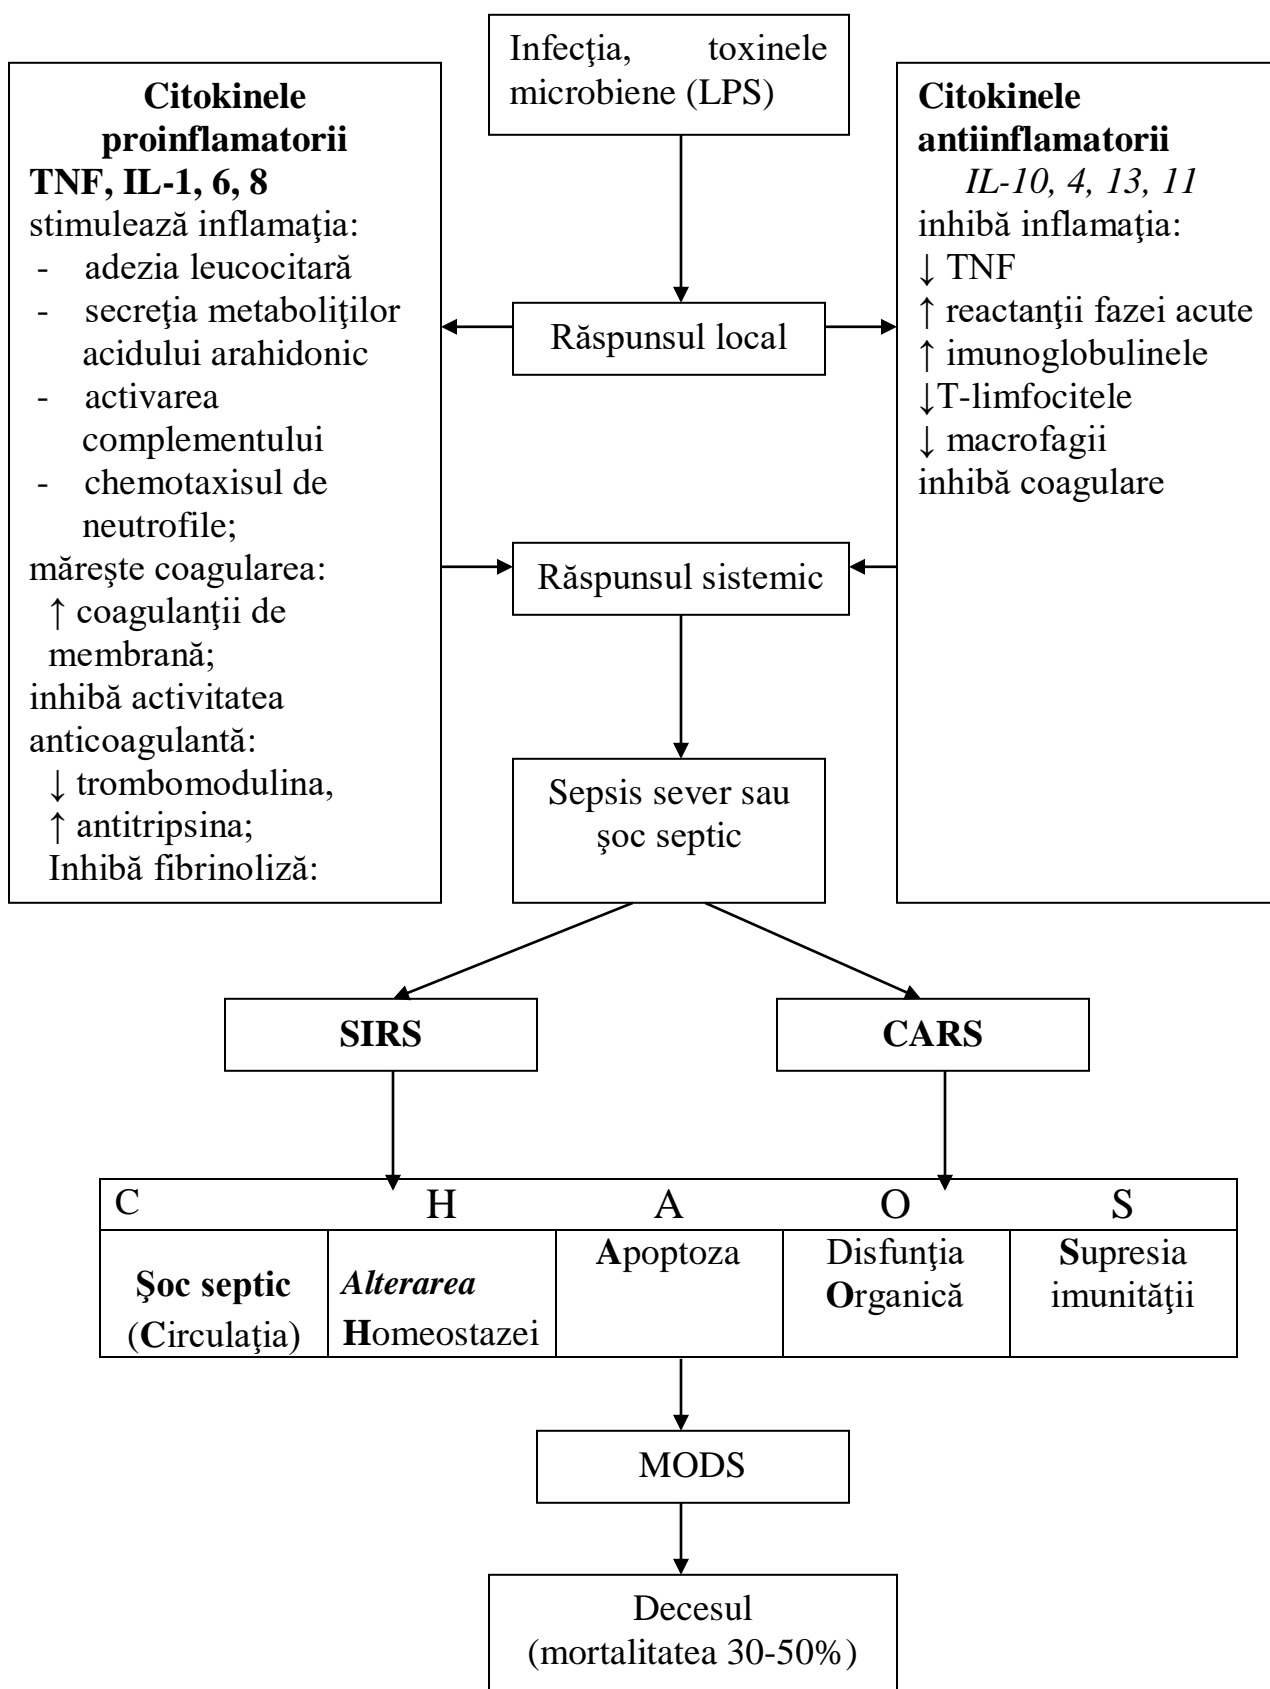 Infecţia, toxinele
microbiene (LPS)
Citokinele
proinflamatorii
TNF, IL-1, 6, 8
stimulează inflamaţia:
- adezia leucocitară
- secreţia metaboliţilor
acidului arahidonic
- activarea
complementului
- chemotaxisul de
neutrofile;
măreşte coagularea:
↑ coagulanţii de
membrană;
inhibă activitatea
anticoagulantă:
↓ trombomodulina,
↑ antitripsina;
Inhibă fibrinoliză:
Citokinele
antiinflamatorii
IL-10, 4, 13, 11
inhibă inflamaţia:
↓ TNF
↑ reactanţii fazei acute
↑ imunoglobulinele
↓T-limfocitele
↓ macrofagii
inhibă coagulare
Răspunsul local
Răspunsul sistemic
Sepsis sever sau
şoc septic
SIRS
CARS
C H A O S
Şoc septic
(Circulaţia)
Alterarea
Homeostazei
Apoptoza
Disfunţia
Organică
Supresia
imunităţii
MODS
Decesul
(mortalitatea 30-50%)